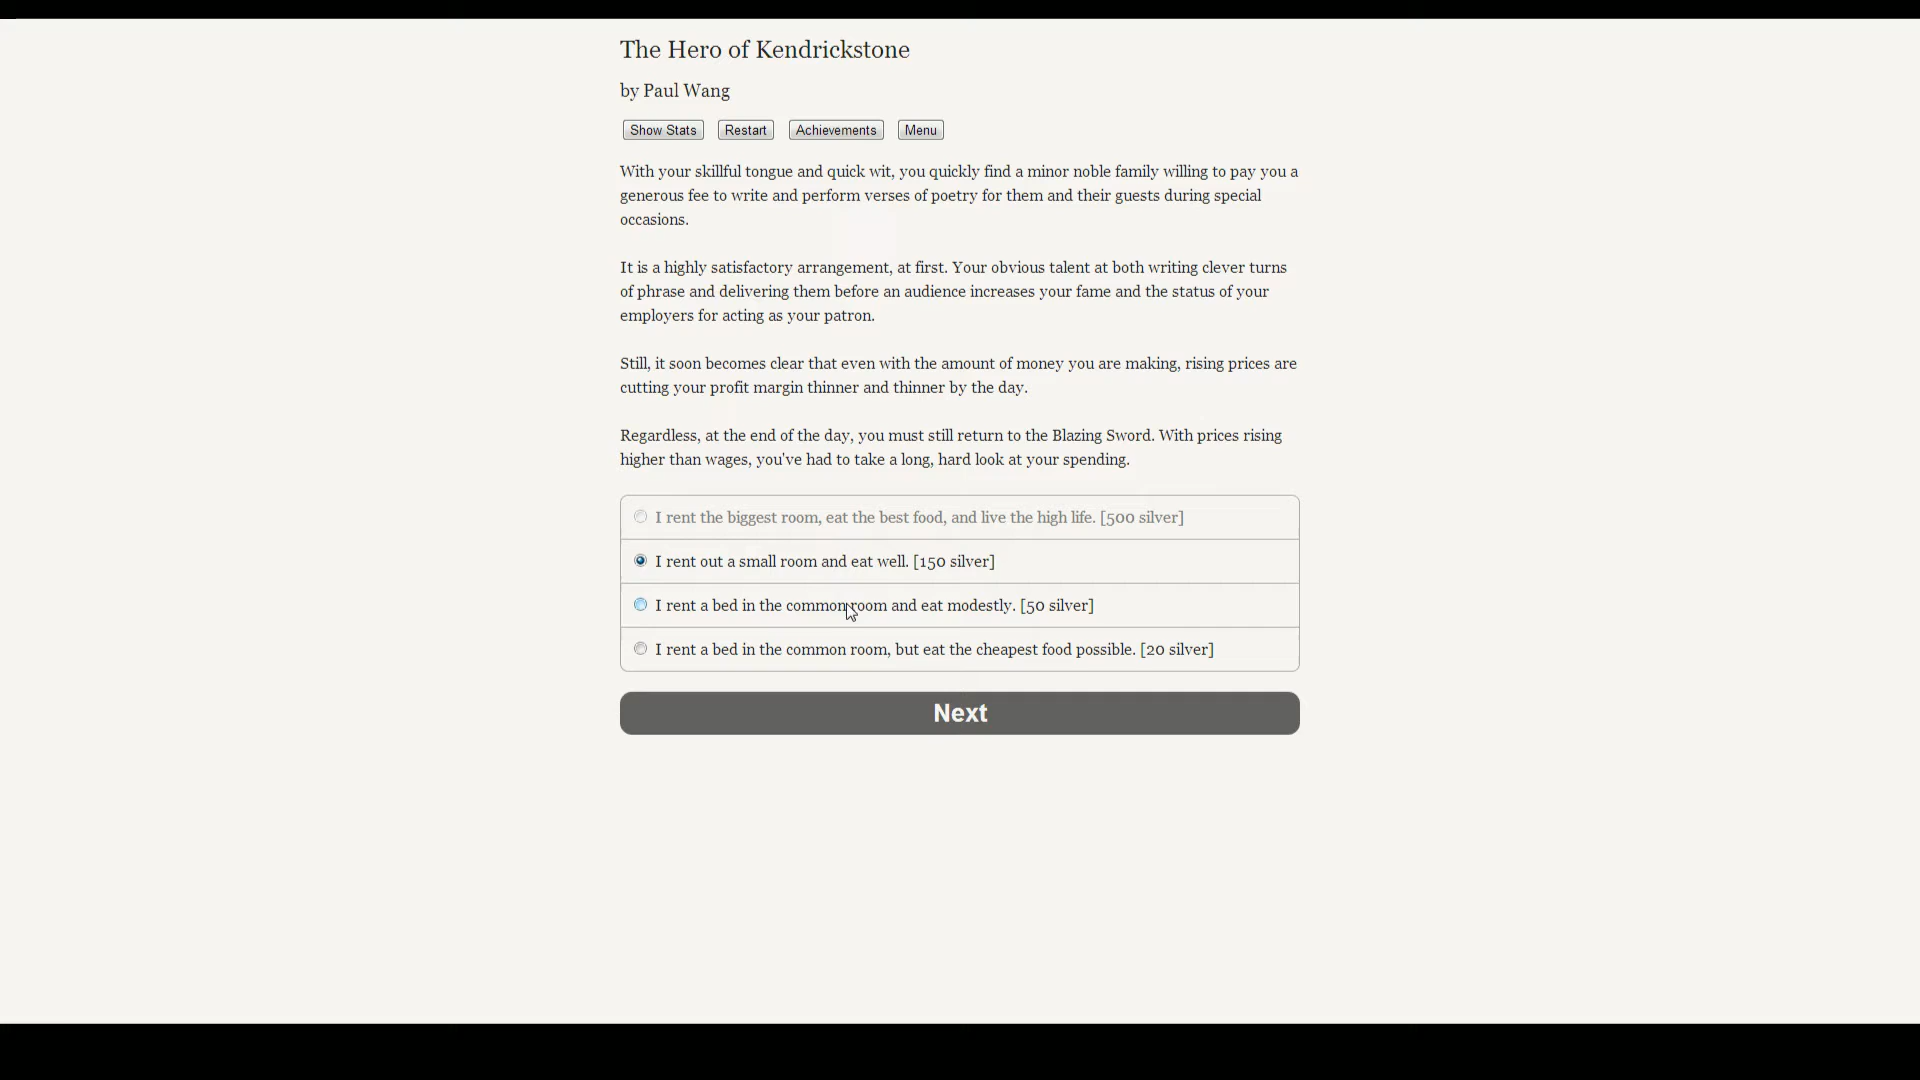 The Hero of Kendrickstone
by Paul Wang
Show Stats Restart Achievements Menu
With your skillful tongue and quick wit, you quickly find a minor noble family willing to pay you a
generous fee to write and perform verses of poetry for them and their guests during special
occasions.
It is a highly satisfactory arrangement, at first. Your obvious talent at both writing clever turns
of phrase and delivering them before an audience increases your fame and the status of your
employers for acting as your patron.
Still, it soon becomes clear that even with the amount of money you are making, rising prices are
cutting your profit margin thinner and thinner by the day.
Regardless, at the end of the day, you must still return to the Blazing Sword. With prices rising
higher than wages, you've had to take a long, hard look at your spending.
I rent the biggest room, eat the best food, and live the high life. [500 silver]
I rent out a small room and eat well. [150 silver]
I rent a bed in the common room and eat modestly. [50 silver]
I rent a bed in the common room, but eat the cheapest food possible. [20 silver]
Next